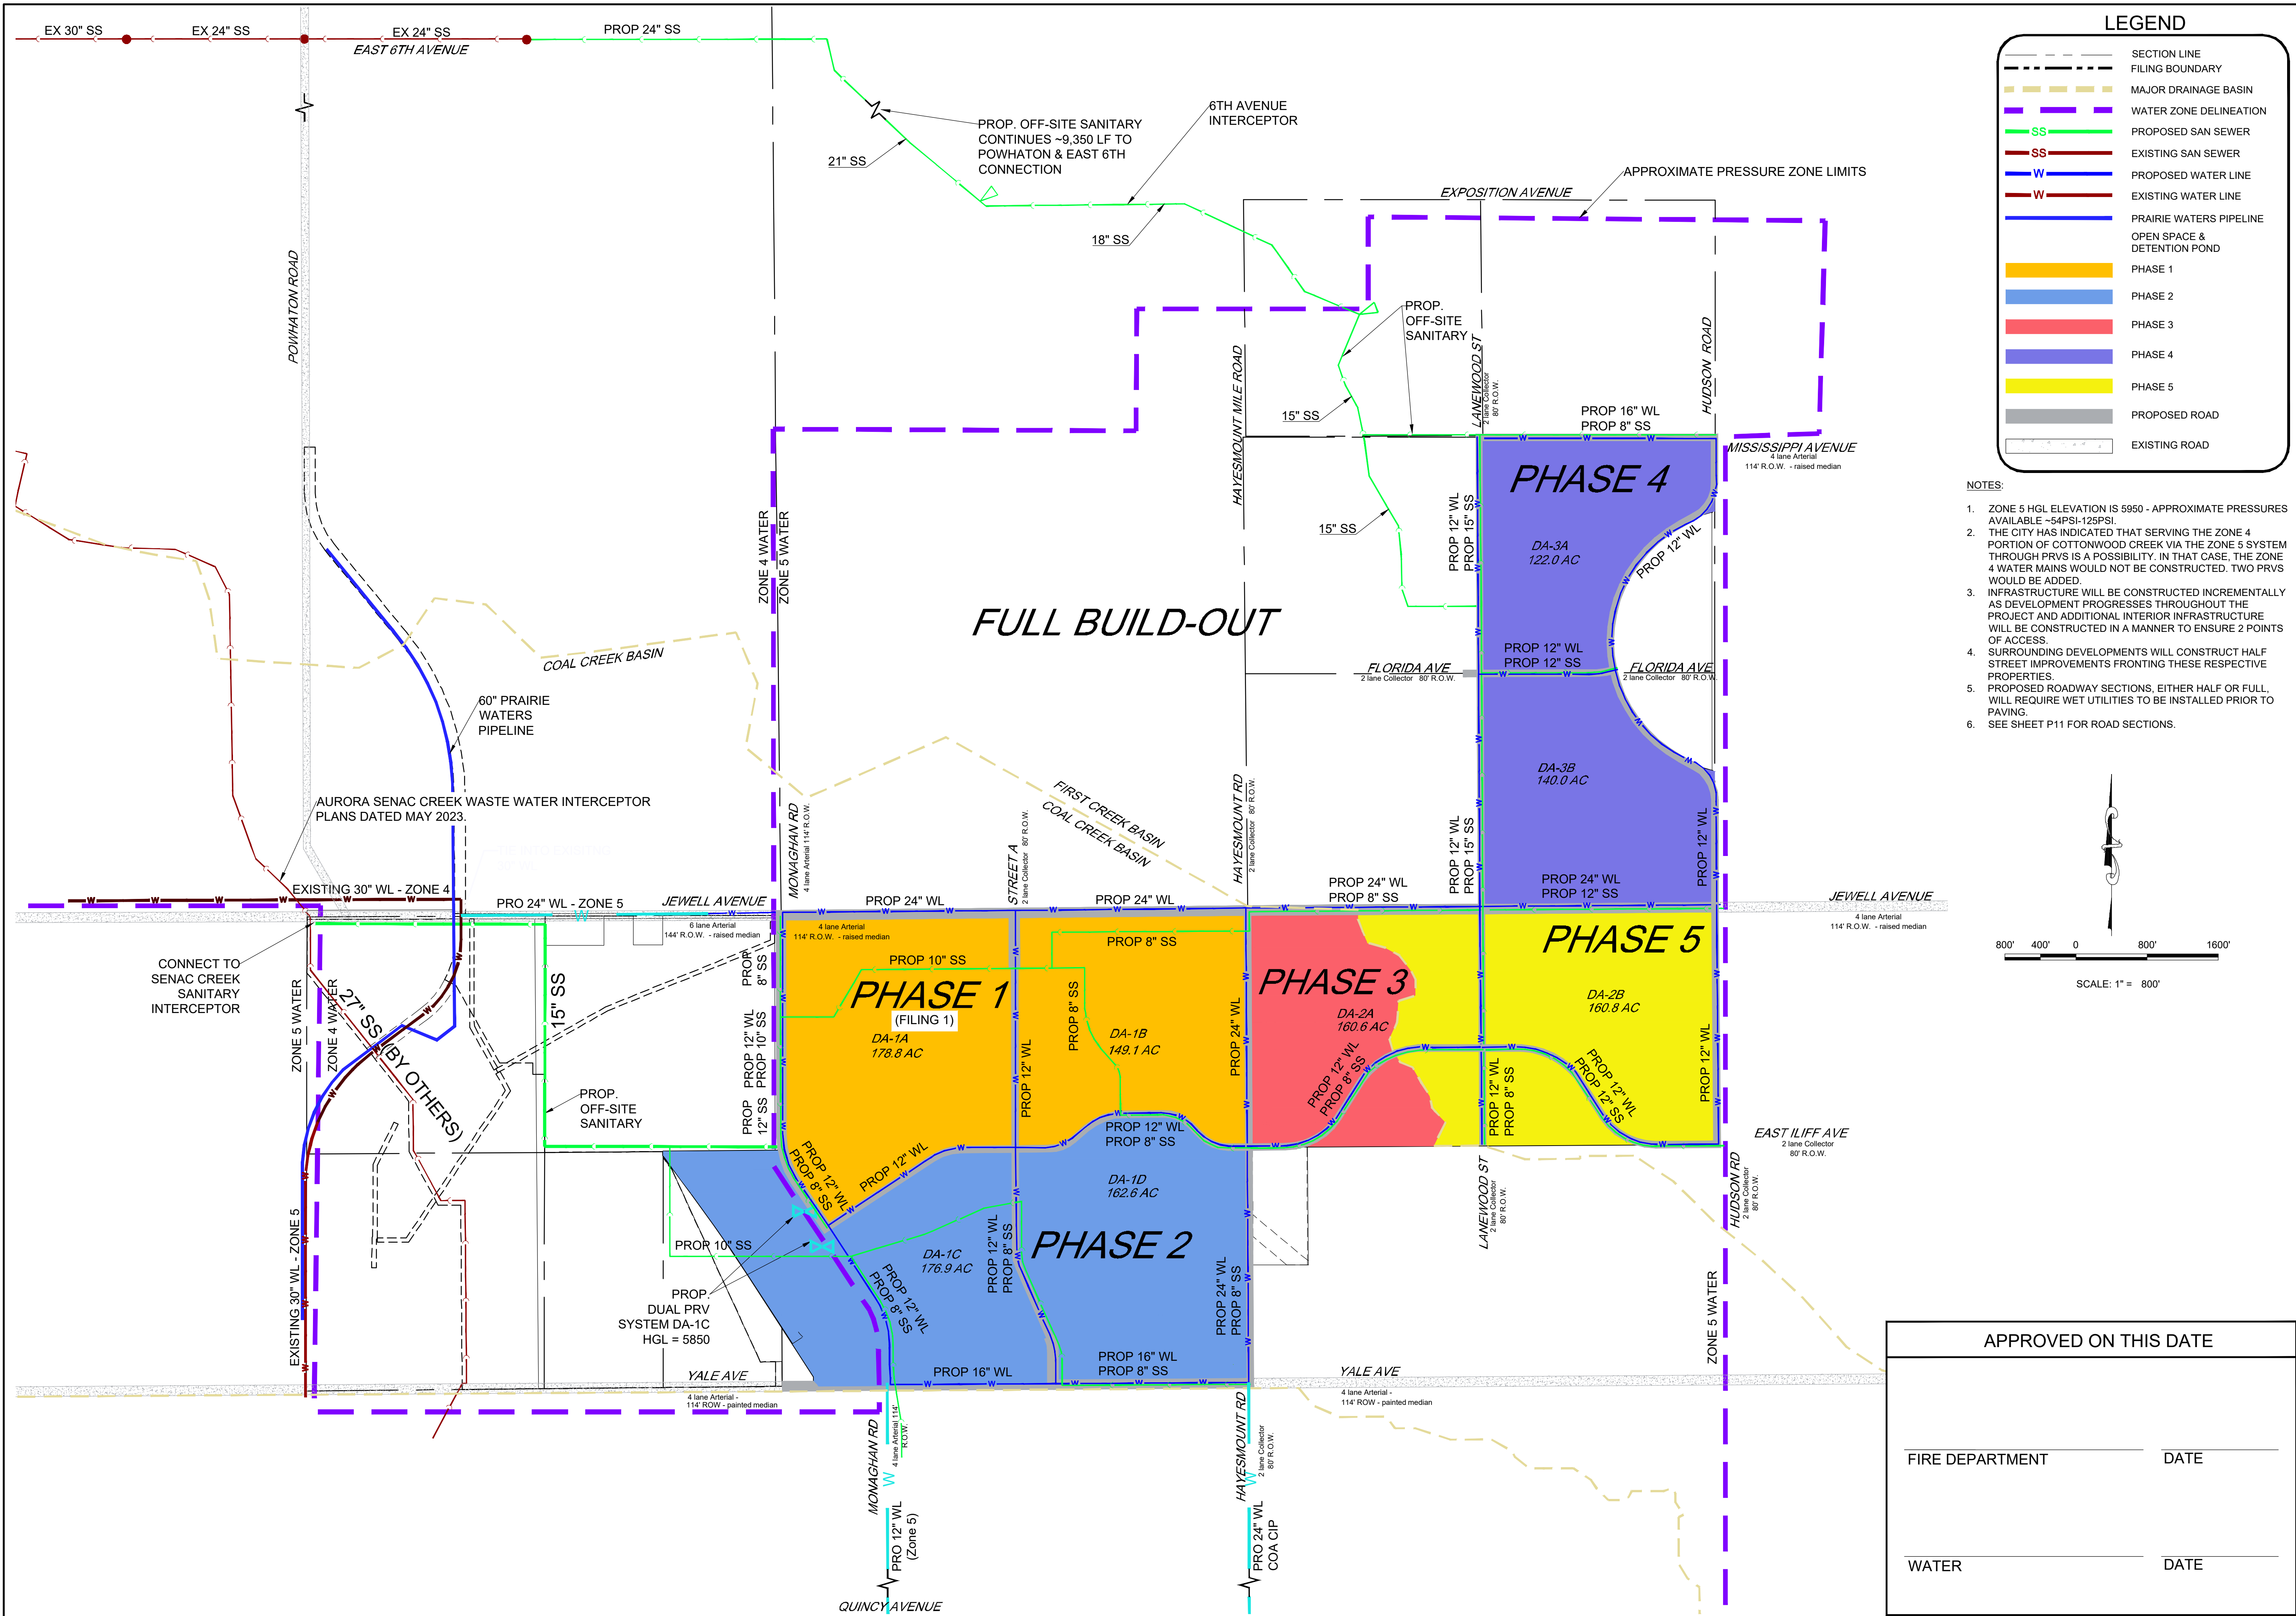 EX 30" SS
EX 24" SS
EX 24" SS
EAST 6TH AVENUE
PROP 24" SS
POWHATON ROAD
PROP. OFF-SITE SANITARY
CONTINUES ~9,350 LF TO
POWHATON & EAST 6TH
CONNECTION
6TH AVENUE
INTERCEPTOR
21" SS
18" SS
APPROXIMATE PRESSURE ZONE LIMITS
EXPOSITION AVENUE
PROP.
OFF-SITE
SANITARY
HAYESMOUNT MILE ROAD
LANEWOOD ST
2 lane Collector
80' R.O.W.
HUDSON ROAD
15" SS
PROP 16" WL
PROP 8" SS
MISSISSIPPI AVENUE
4 lane Arterial
114' R.O.W. - raised median
PHASE 4
15" SS
PROP 12" WL
PROP 15" SS
DA-3A
122.0 AC
PROP 12" WL
ZONE 4 WATER
ZONE 5 WATER
FULL BUILD-OUT
PROP 12" WL
PROP 12" SS
FLORIDA AVE
2 lane Collector 80' R.O.W.
FLORIDA AVE
2 lane Collector 80' R.O.W.
COAL CREEK BASIN
60" PRAIRIE
WATERS
PIPELINE
DA-3B
140.0 AC
FIRST CREEK BASIN
COAL CREEK BASIN
AURORA SENAC CREEK WASTE WATER INTERCEPTOR
PLANS DATED MAY 2023.
MONAGHAN RD
4 lane Arterial 114' R.O.W.
STREET A
2 lane Collector 80' R.O.W.
HAYESMOUNT RD
2 lane Collector 80' R.O.W.
PROP 12" WL
PROP 15" SS
PROP 12" WL
EXISTING 30" WL - ZONE 4
PRO 24" WL - ZONE 5
JEWELL AVENUE
6 lane Arterial
144' R.O.W. - raised median
PROP 24" WL
4 lane Arterial
114' R.O.W. - raised median
PROP 24" WL
PROP 24" WL
PROP 8" SS
PROP 24" WL
PROP 12" SS
JEWELL AVENUE
4 lane Arterial
114' R.O.W. - raised median
CONNECT TO
SENAC CREEK
SANITARY
INTERCEPTOR
ZONE 5 WATER
ZONE 4 WATER
27" SS (BY OTHERS)
15" SS
PROP
8" SS
PROP 12" WL
PROP 10" SS
PROP
12" SS
PROP 10" SS
PROP 8" SS
PHASE 1
(FILING 1)
DA-1A
178.8 AC
PROP 8" SS
DA-1B
149.1 AC
PROP 12" WL
PROP 24" WL
PHASE 3
DA-2A
160.6 AC
PHASE 5
DA-2B
160.8 AC
PROP 12" WL
PROP 8" SS
PROP 12" WL
PROP 8" SS
PROP 12" WL
PROP 12" SS
PROP 12" WL
PROP.
OFF-SITE
SANITARY
PROP 12" WL
PROP 8" SS
PROP 12" WL
PROP 12" WL
PROP 8" SS
EAST ILIFF AVE
2 lane Collector
80' R.O.W.
DA-1D
162.6 AC
PHASE 2
LANEWOOD ST
2 lane Collector
80' R.O.W.
HUDSON RD
2 lane Collector
80' R.O.W.
EXISTING 30" WL - ZONE 5
PROP 10" SS
DA-1C
176.9 AC
PROP 12" WL
PROP 8" SS
PROP 12" WL
PROP 8" SS
PROP 24" WL
PROP 8" SS
PROP.
DUAL PRV
SYSTEM DA-1C
HGL = 5850
ZONE 5 WATER
YALE AVE
4 lane Arterial -
114' ROW - painted median
PROP 16" WL
PROP 16" WL
PROP 8" SS
YALE AVE
4 lane Arterial -
114' ROW - painted median
MONAGHAN RD
4 lane Arterial 114'
R.O.W.
HAYESMOUNT RD
2 lane Collector
80' R.O.W.
PRO 12" WL
(Zone 5)
PRO 24" WL
COA CIP
QUINCY AVENUE
LEGEND
SECTION LINE
FILING BOUNDARY
MAJOR DRAINAGE BASIN
WATER ZONE DELINEATION
SS PROPOSED SAN SEWER
SS EXISTING SAN SEWER
W PROPOSED WATER LINE
W EXISTING WATER LINE
PRAIRIE WATERS PIPELINE
OPEN SPACE &
DETENTION POND
PHASE 1
PHASE 2
PHASE 3
PHASE 4
PHASE 5
PROPOSED ROAD
EXISTING ROAD
NOTES:
1. ZONE 5 HGL ELEVATION IS 5950 - APPROXIMATE PRESSURES
AVAILABLE ~54PSI-125PSI.
2. THE CITY HAS INDICATED THAT SERVING THE ZONE 4
PORTION OF COTTONWOOD CREEK VIA THE ZONE 5 SYSTEM
THROUGH PRVS IS A POSSIBILITY. IN THAT CASE, THE ZONE
4 WATER MAINS WOULD NOT BE CONSTRUCTED. TWO PRVS
WOULD BE ADDED.
3. INFRASTRUCTURE WILL BE CONSTRUCTED INCREMENTALLY
AS DEVELOPMENT PROGRESSES THROUGHOUT THE
PROJECT AND ADDITIONAL INTERIOR INFRASTRUCTURE
WILL BE CONSTRUCTED IN A MANNER TO ENSURE 2 POINTS
OF ACCESS.
4. SURROUNDING DEVELOPMENTS WILL CONSTRUCT HALF
STREET IMPROVEMENTS FRONTING THESE RESPECTIVE
PROPERTIES.
5. PROPOSED ROADWAY SECTIONS, EITHER HALF OR FULL,
WILL REQUIRE WET UTILITIES TO BE INSTALLED PRIOR TO
PAVING.
6. SEE SHEET P11 FOR ROAD SECTIONS.
800' 400' 0 800' 1600'
SCALE: 1" = 800'
APPROVED ON THIS DATE
FIRE DEPARTMENT DATE
WATER DATE